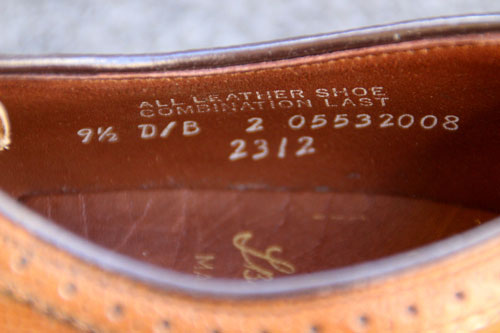 ALL LEATHER SHOE
COMBINATION LAST
9½ D/B 2 05532008
2312